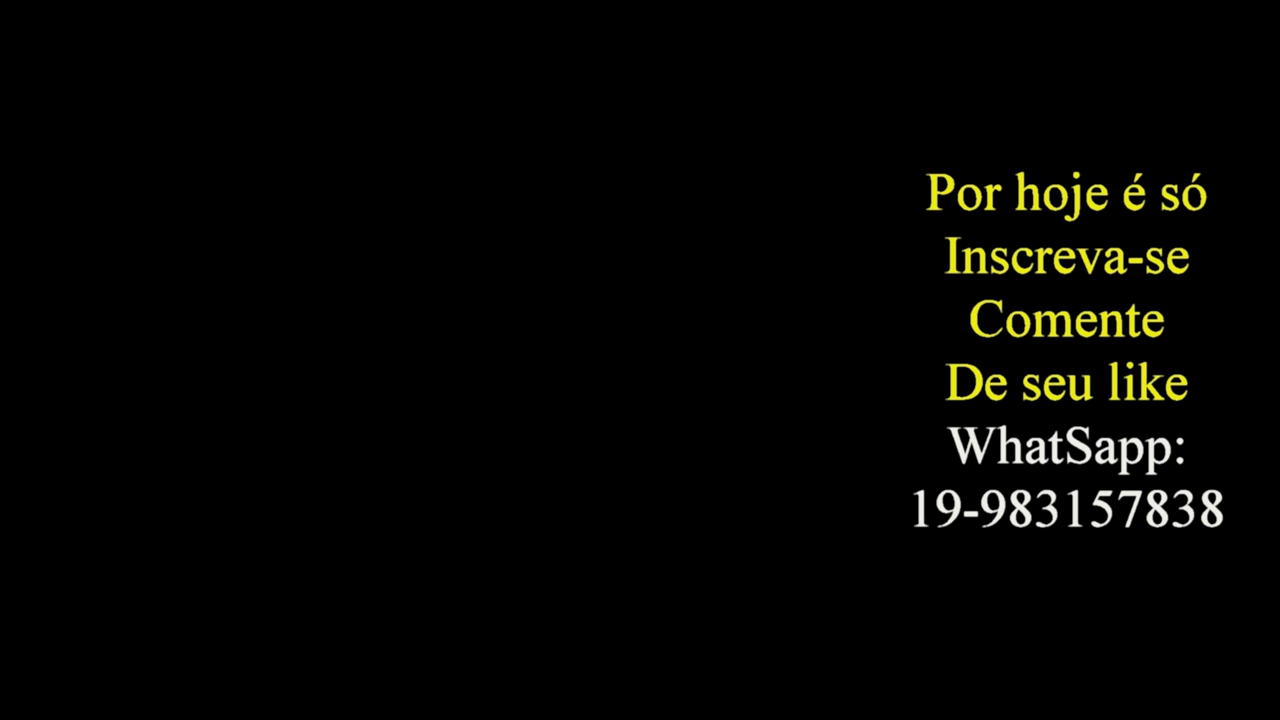 Por hoje é só
Inscreva-se
Comente
De seu like
WhatSapp:
19-983157838